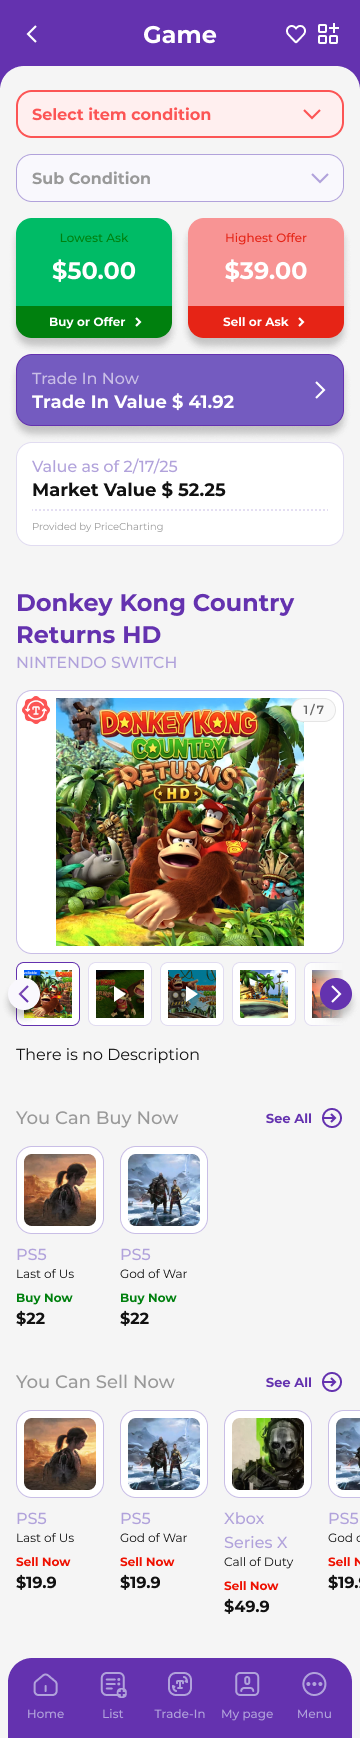 Game
Select item condition
Sub Condition
Lowest Ask
$50.00
Buy or Offer
Highest Offer
$39.00
Sell or Ask
Trade In Now
Trade In Value $ 41.92
Value as of 2/17/25
Market Value $ 52.25
Provided by PriceCharting
Donkey Kong Country
Returns HD
NINTENDO SWITCH
1/7
DONKEY KONG
COUNTRY
RETURNS
HD
There is no Description
You Can Buy Now
See All
PS5
Last of Us
Buy Now
$22
PS5
God of War
Buy Now
$22
You Can Sell Now
See All
PS5
Last of Us
Sell Now
$19.9
PS5
God of War
Sell Now
$19.9
Xbox
Series X
Call of Duty
Sell Now
$49.9
PS5
Home
List
Trade-In
My page
Menu